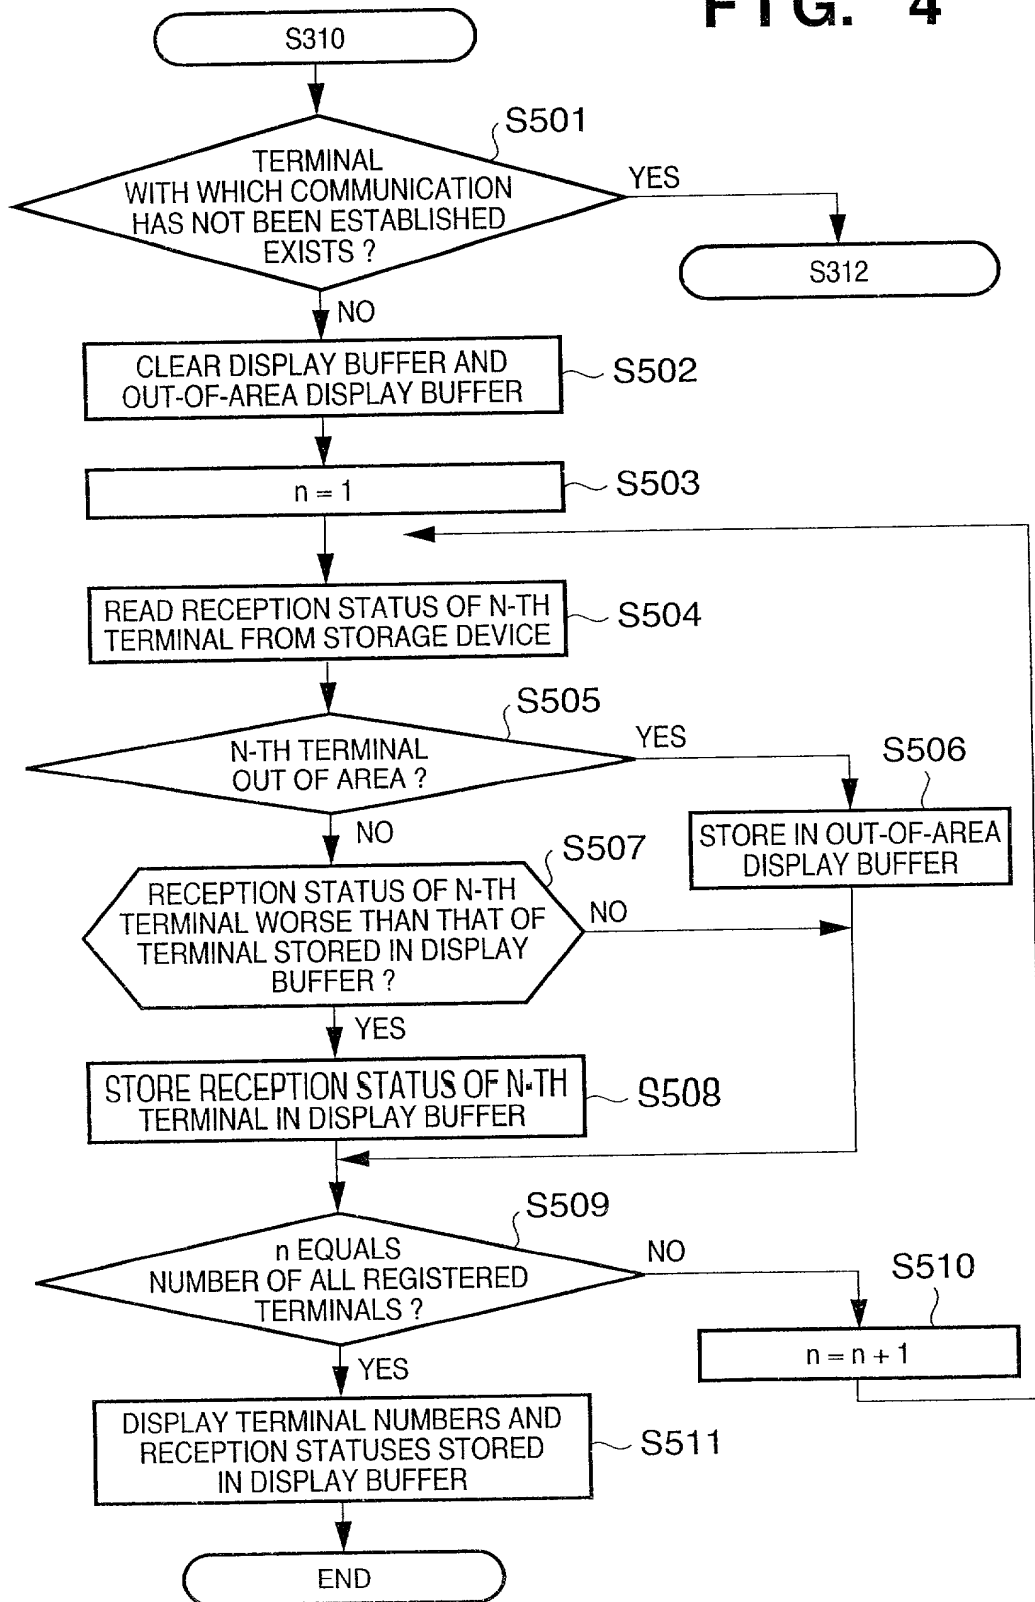 FIG. 4
S310
S501
TERMINAL
WITH WHICH COMMUNICATION
HAS NOT BEEN ESTABLISHED
EXISTS ?
YES
S312
NO
CLEAR DISPLAY BUFFER AND
OUT-OF-AREA DISPLAY BUFFER
S502
n = 1
S503
READ RECEPTION STATUS OF N-TH
TERMINAL FROM STORAGE DEVICE
S504
S505
N-TH TERMINAL
OUT OF AREA ?
YES
S506
STORE IN OUT-OF-AREA
DISPLAY BUFFER
NO
S507
RECEPTION STATUS OF N-TH
TERMINAL WORSE THAN THAT OF
TERMINAL STORED IN DISPLAY
BUFFER ?
NO
YES
STORE RECEPTION STATUS OF N-TH
TERMINAL IN DISPLAY BUFFER
S508
S509
n EQUALS
NUMBER OF ALL REGISTERED
TERMINALS ?
NO
S510
n = n + 1
YES
DISPLAY TERMINAL NUMBERS AND
RECEPTION STATUSES STORED
IN DISPLAY BUFFER
S511
END